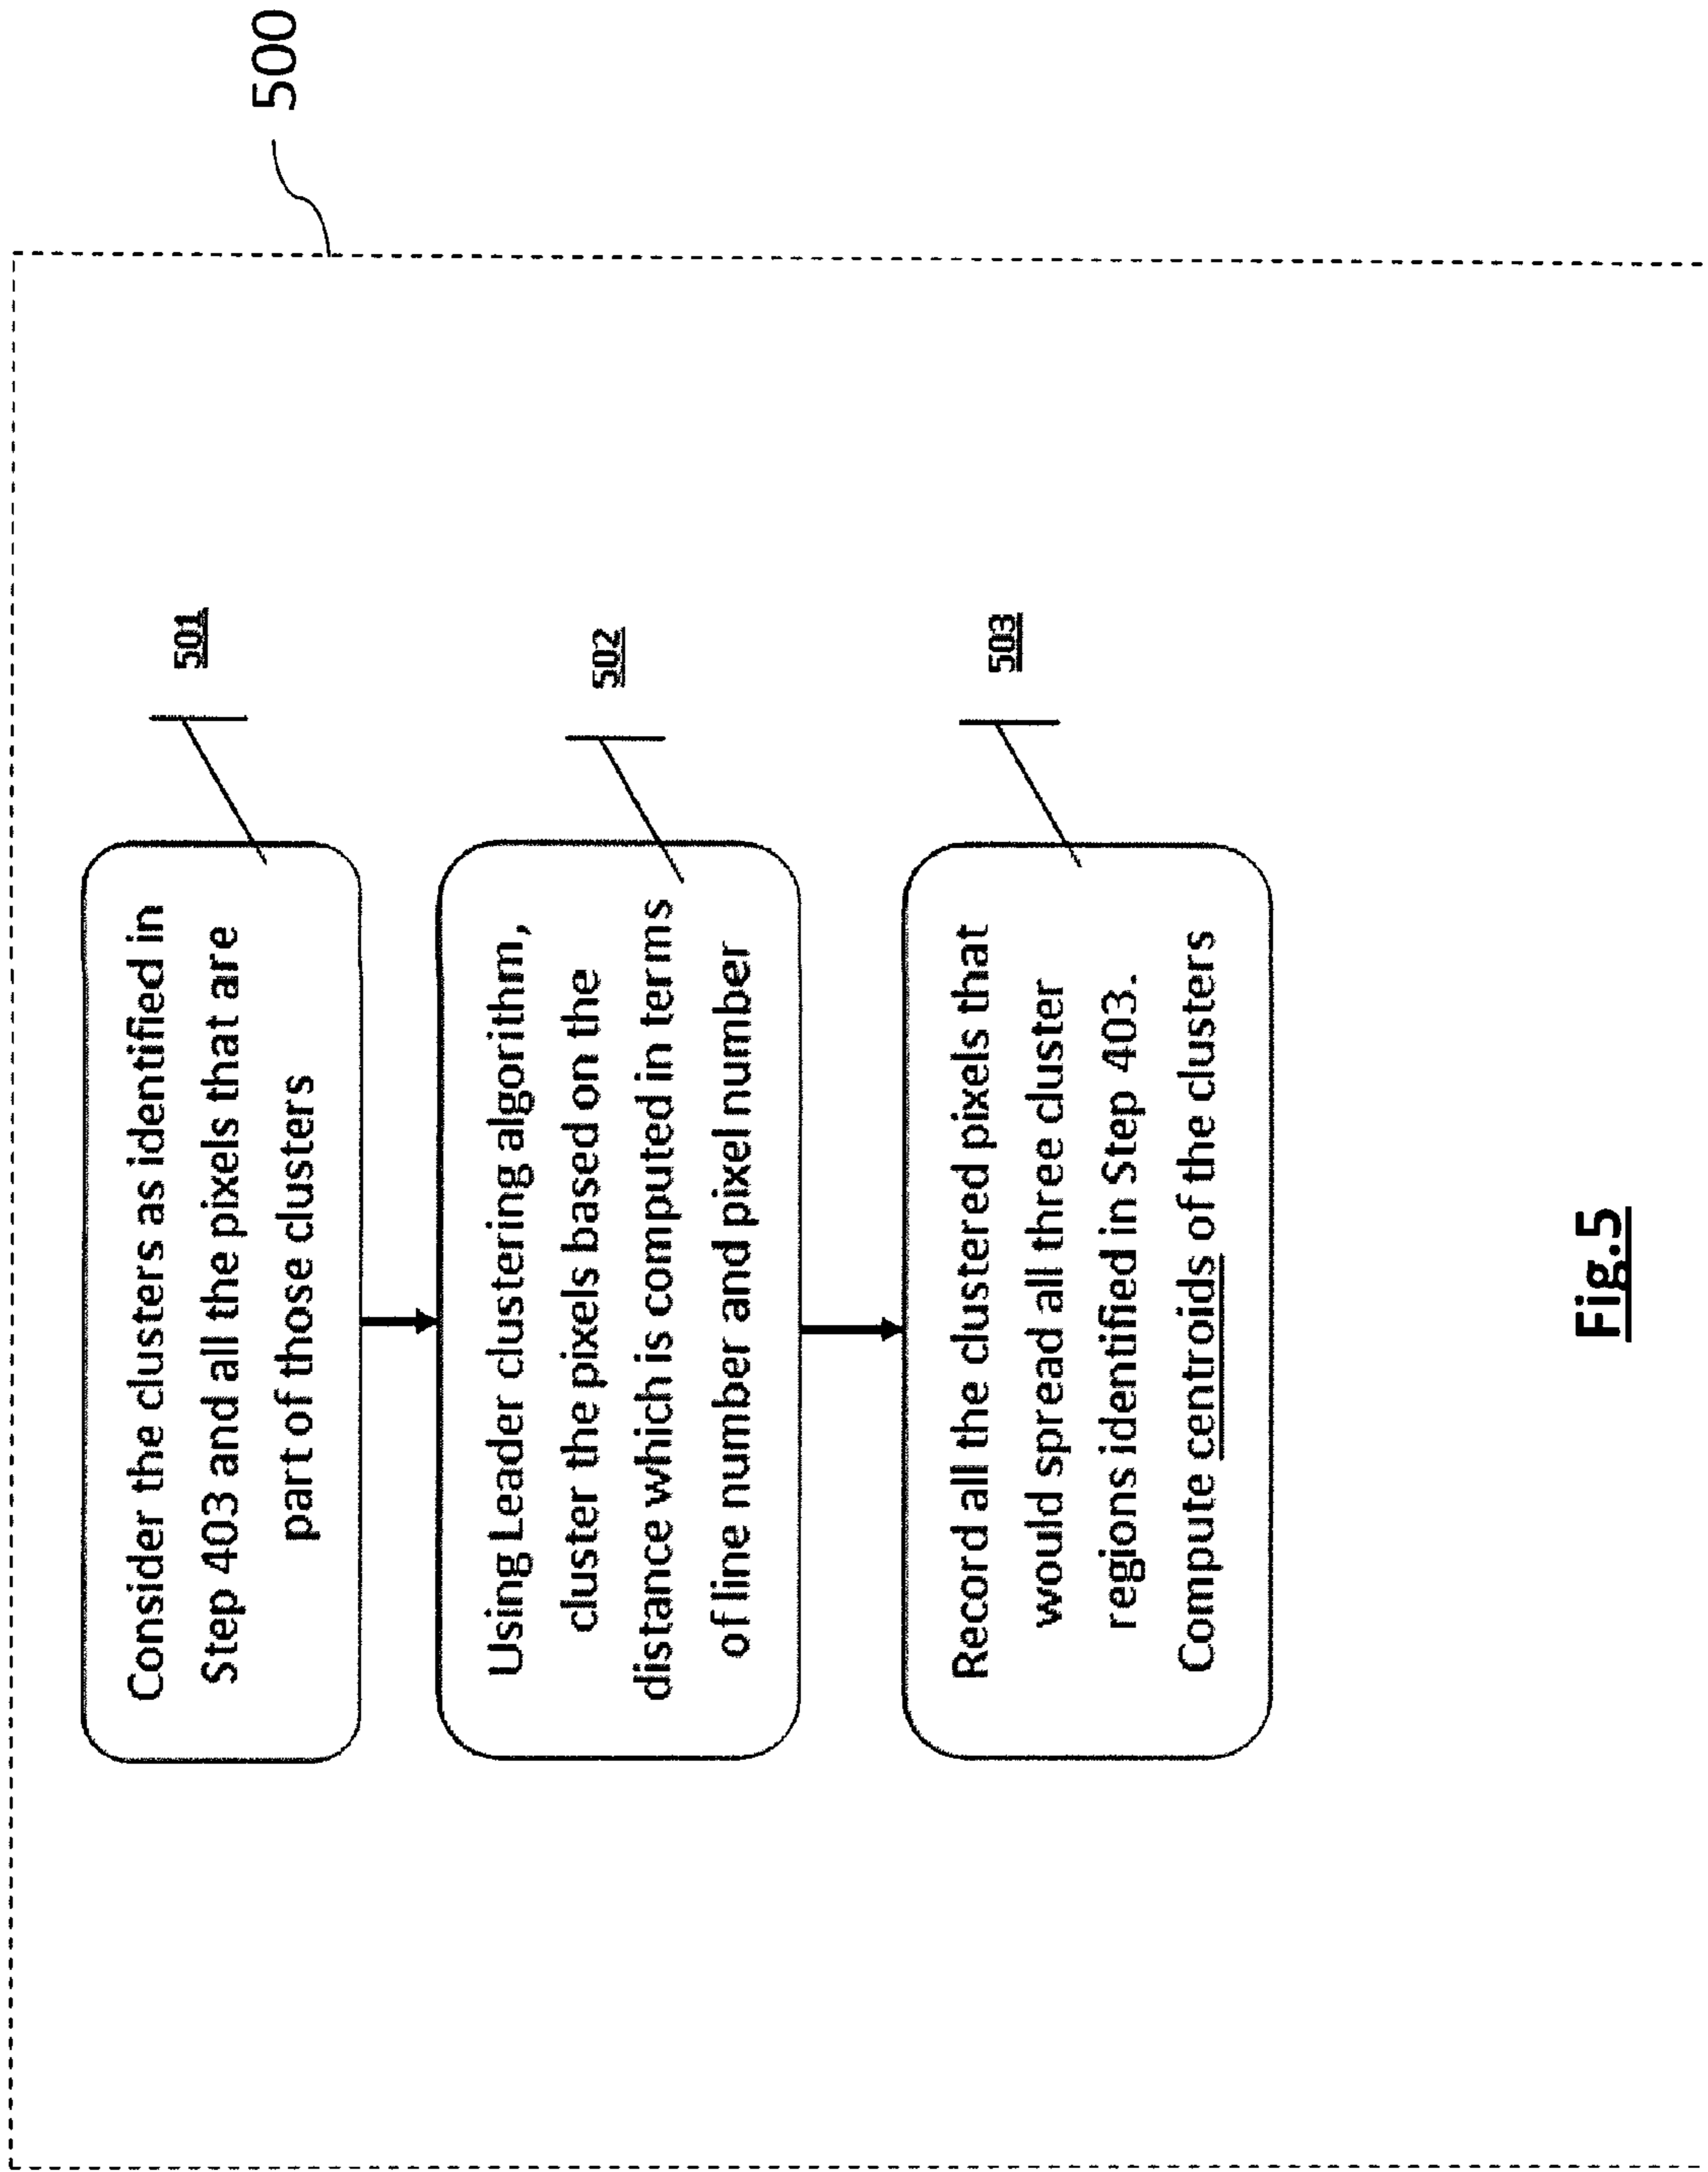 500
Consider the clusters as identified in
Step 403 and all the pixels that are
part of those clusters
501
Using Leader clustering algorithm,
cluster the pixels based on the
distance which is computed in terms
of line number and pixel number
502
Record all the clustered pixels that
would spread all three cluster
regions identified in Step 403.
Compute centroids of the clusters
503
Fig.5